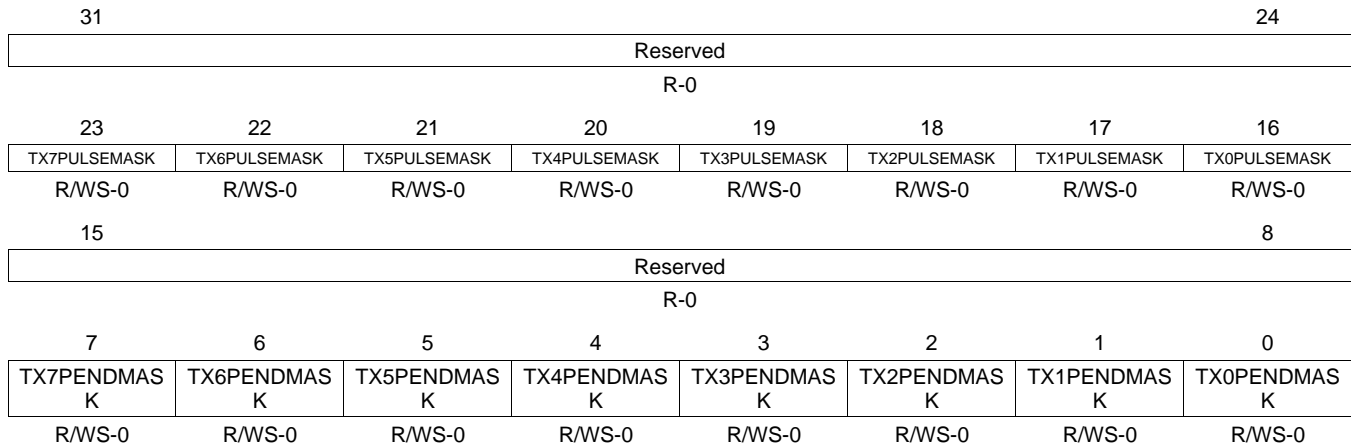 31 24
Reserved
R-0
23 22 21 20 19 18 17 16
TX7PULSEMASK TX6PULSEMASK TX5PULSEMASK TX4PULSEMASK TX3PULSEMASK TX2PULSEMASK TX1PULSEMASK TX0PULSEMASK
R/WS-0 R/WS-0 R/WS-0 R/WS-0 R/WS-0 R/WS-0 R/WS-0 R/WS-0
15 8
Reserved
R-0
7 6 5 4 3 2 1 0
TX7PENDMAS TX6PENDMAS TX5PENDMAS TX4PENDMAS TX3PENDMAS TX2PENDMAS TX1PENDMAS TX0PENDMAS
K K K K K K K K
R/WS-0 R/WS-0 R/WS-0 R/WS-0 R/WS-0 R/WS-0 R/WS-0 R/WS-0